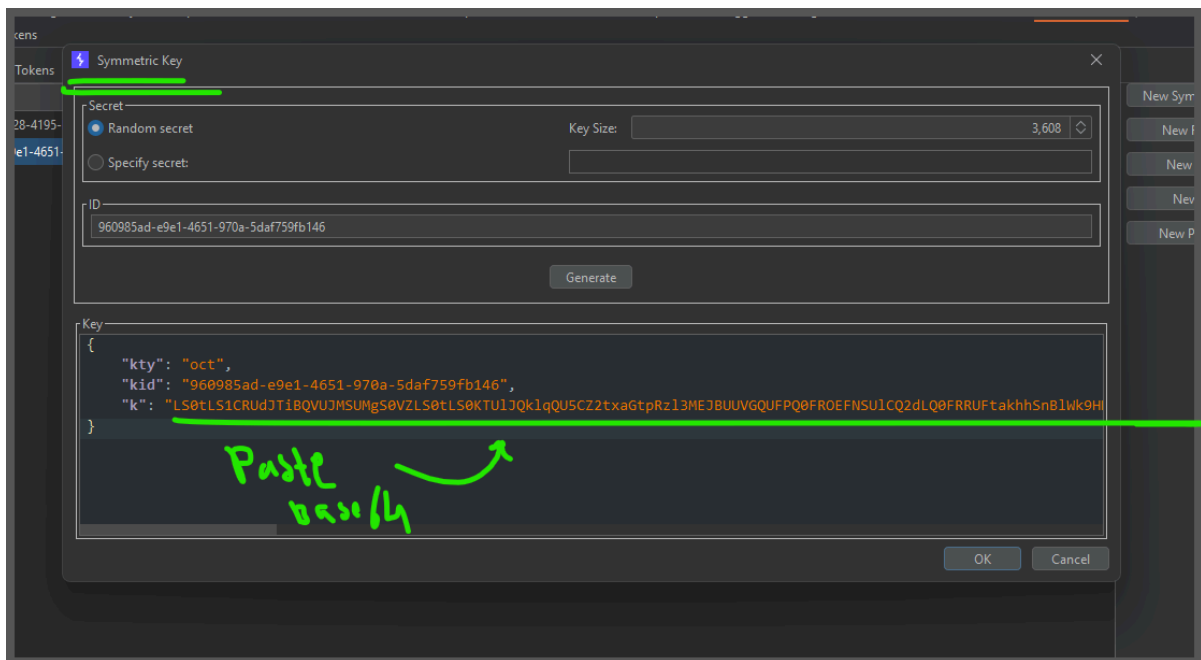 Tokens
Symmetric Key
New Sym
Secret
28-4195-
Random secret
Key Size:
3,608
New
e1-4651-
Specify secret:
New
ID
New
960985ad-e9e1-4651-970a-5daf759fb146
New P
Generate
Key
{
"kty": "oct",
"kid": "960985ad-e9e1-4651-970a-5daf759fb146",
"k":
}
Paste
base64
OK
Cancel